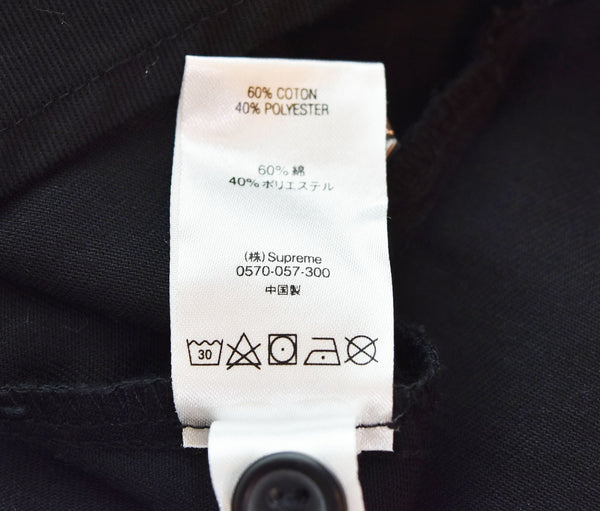 60% COTON
40% POLYESTER
60% 綿
40% ポリエステル
(株) Supreme
0570-057-300
中国製
30